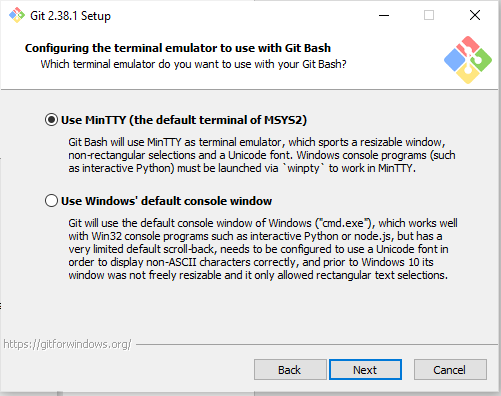 Git 2.38.1 Setup
Configuring the terminal emulator to use with Git Bash
Which terminal emulator do you want to use with your Git Bash?
Use MinTTY (the default terminal of MSYS2)
Git Bash will use MinTTY as terminal emulator, which sports a resizable window,
non-rectangular selections and a Unicode font. Windows console programs (such
as interactive Python) must be launched via `winpty` to work in MinTTY.
Use Windows' default console window
Git will use the default console window of Windows ("cmd.exe"), which works well
with Win32 console programs such as interactive Python or node.js, but has a
very limited default scroll-back, needs to be configured to use a Unicode font in
order to display non-ASCII characters correctly, and prior to Windows 10 its
window was not freely resizable and it only allowed rectangular text selections.
https://gitforwindows.org/
Back
Next
Cancel